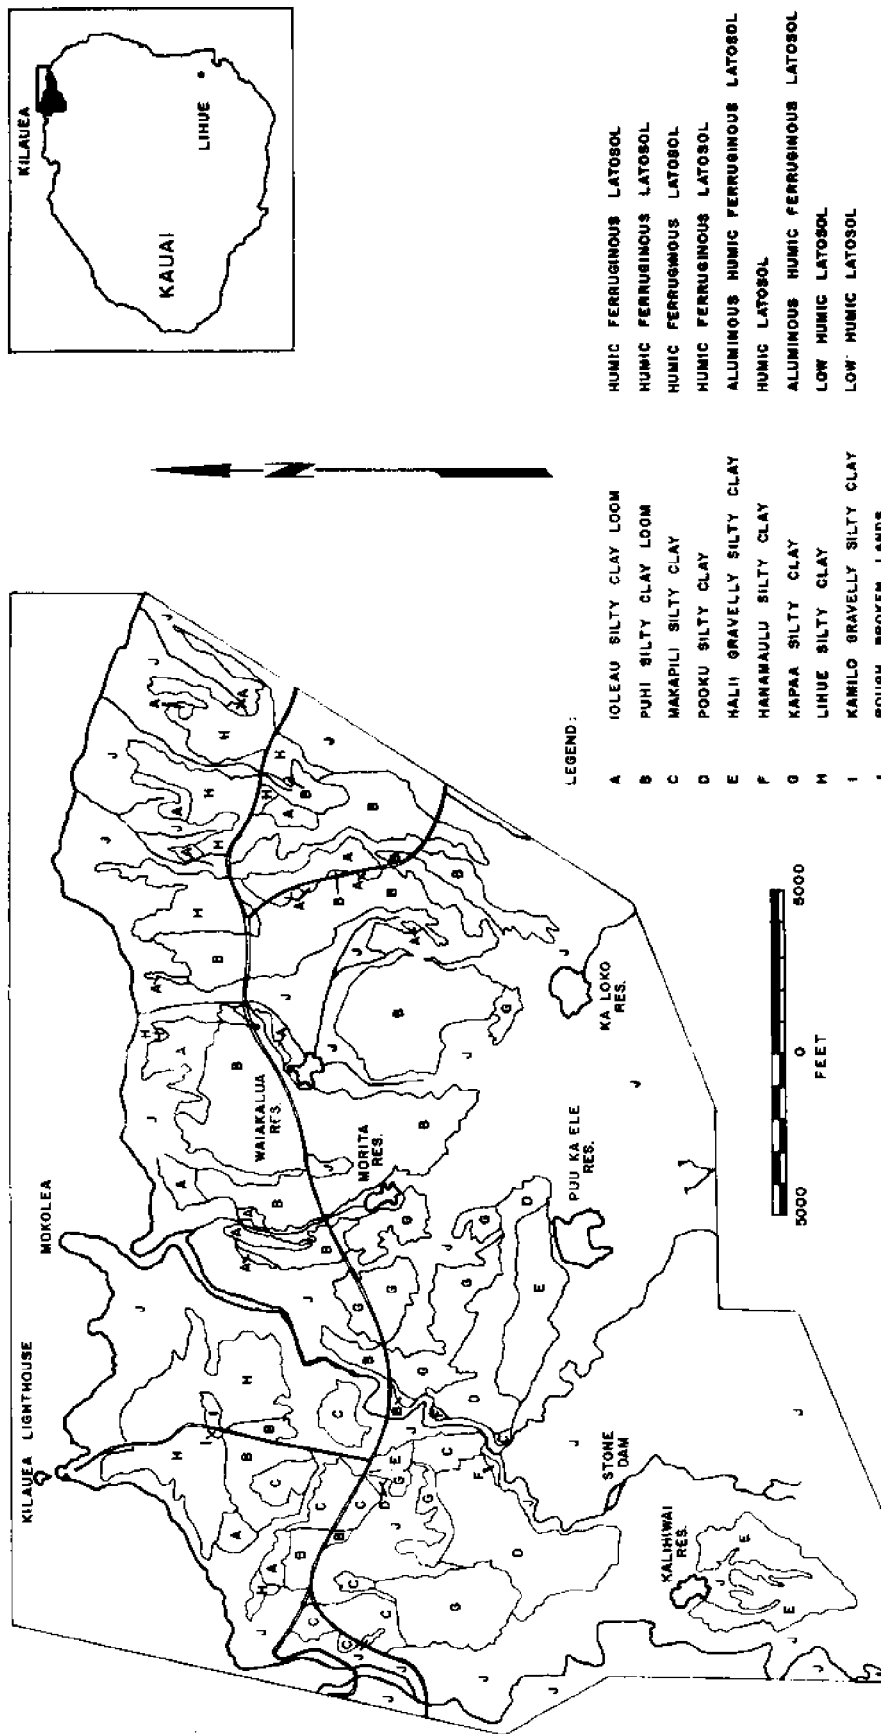 KILAUEA
LIHUE
KAUAI
KILAUEA LIGHTHOUSE
MOKOLEA
N
WAIAKALUA
RES.
MORITA
RES.
PUU KA ELE
RES.
KA LOKO
RES.
STONE
DAM
KALIHIWAI
RES.
5000 0 5000
FEET
LEGEND:
A IOLEAU SILTY CLAY LOOM HUMIC FERRUGINOUS LATOSOL
B PUHI SILTY CLAY LOOM HUMIC FERRUGINOUS LATOSOL
C MAKAPILI SILTY CLAY HUMIC FERRUGINOUS LATOSOL
D POOKU SILTY CLAY HUMIC FERRUGINOUS LATOSOL
E HALII GRAVELLY SILTY CLAY ALUMINOUS HUMIC FERRUGINOUS LATOSOL
F HANAMAULU SILTY CLAY HUMIC LATOSOL
G KAPAA SILTY CLAY ALUMINOUS HUMIC FERRUGINOUS LATOSOL
H LIHUE SILTY CLAY LOW HUMIC LATOSOL
I KAMILO GRAVELLY SILTY CLAY LOW HUMIC LATOSOL
J ROUGH BROKEN LANDS